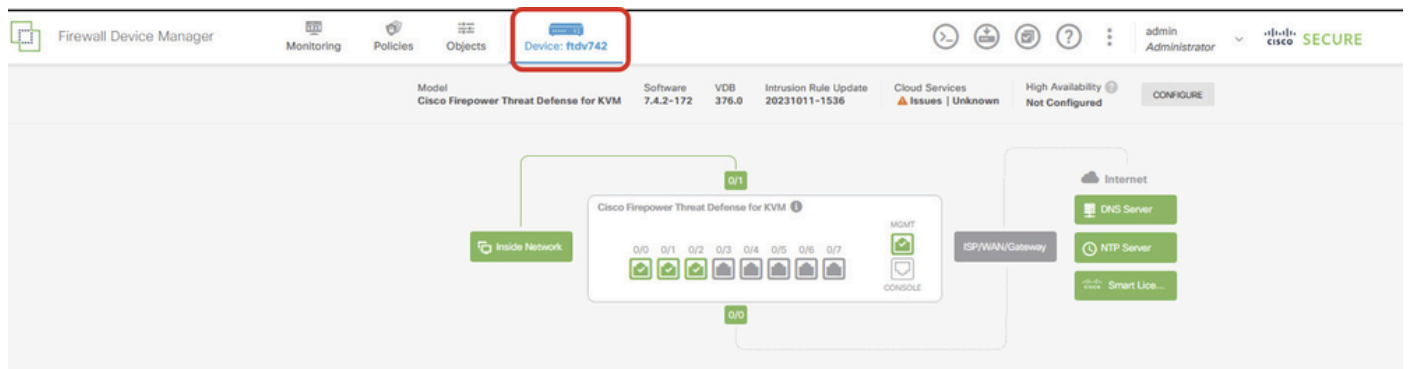 Firewall Device Manager
Monitoring
Policies
Objects
Device: ftdv742
admin
Administrator
cisco SECURE
Model
Cisco Firepower Threat Defense for KVM
Software
7.4.2-172
VDB
376.0
Intrusion Rule Update
20231011-1536
Cloud Services
Issues | Unknown
High Availability
Not Configured
CONFIGURE
0/1
Internet
Cisco Firepower Threat Defense for KVM
DNS Server
MGMT
Inside Network
0/0 0/1 0/2 0/3 0/4 0/5 0/6 0/7
ISP/WAN/Gateway
NTP Server
CONSOLE
cisco Smart Lice...
0/0